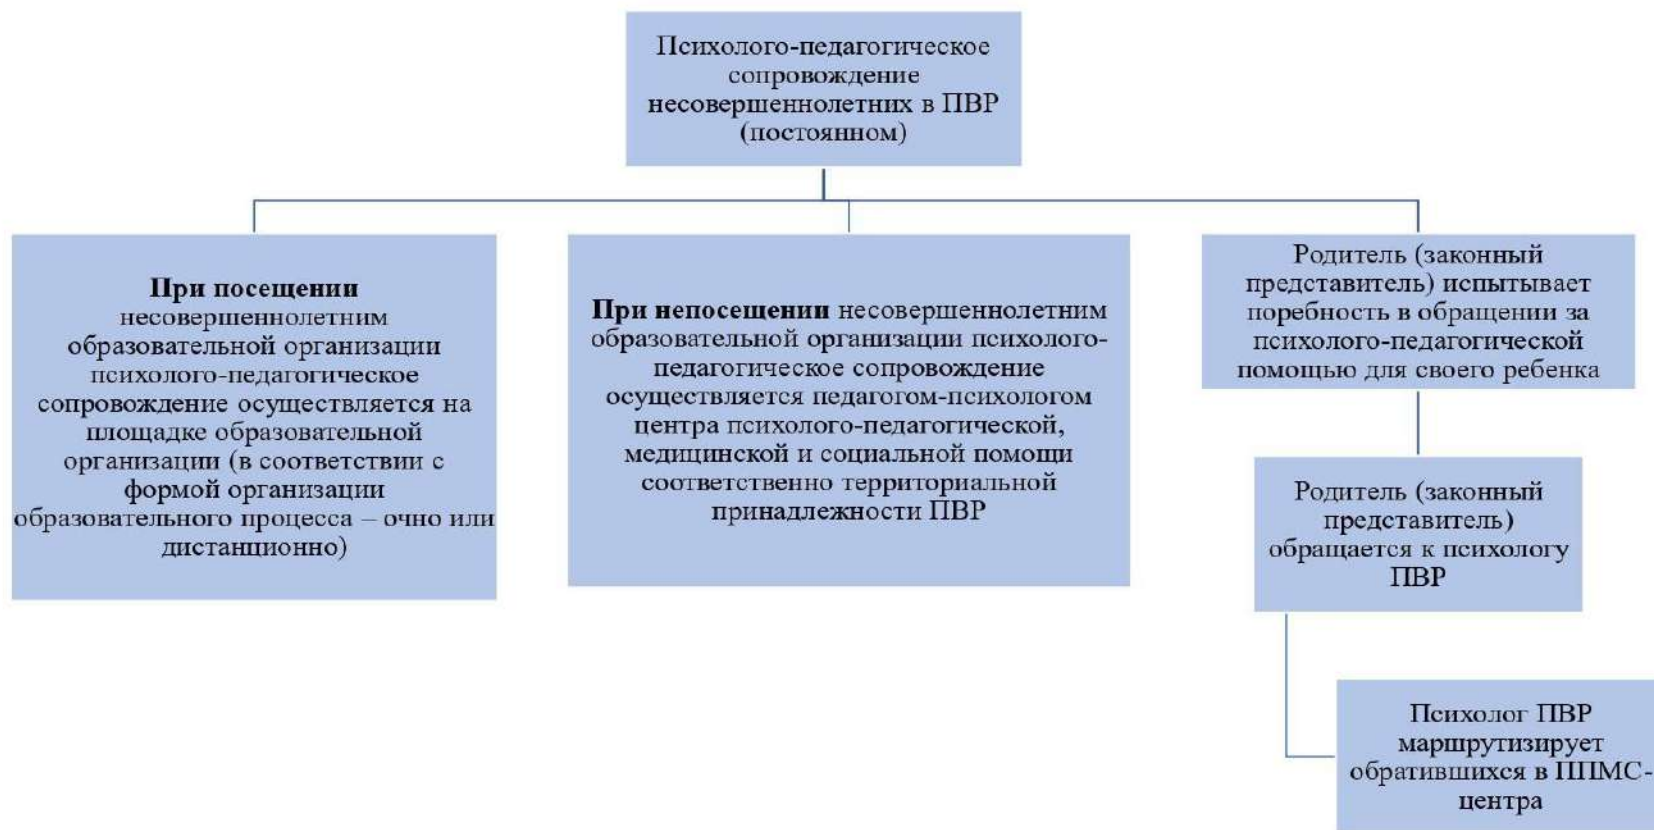 Психолого-педагогическое
сопровождение
несовершеннолетних в ПВР
(постоянном)
При посещении
несовершеннолетним
образовательной организации
психолого-педагогическое
сопровождение осуществляется на
площадке образовательной
организации (в соответствии с
формой организации
образовательного процесса – очно или
дистанционно)
При непосещении несовершеннолетним
образовательной организации психолого-
педагогическое сопровождение
осуществляется педагогом-психологом
центра психолого-педагогической,
медицинской и социальной помощи
соответственно территориальной
принадлежности ПВР
Родитель (законный
представитель) испытывает
поребность в обращении за
психолого-педагогической
помощью для своего ребенка
Родитель (законный
представитель)
обращается к психологу
ПВР
Психолог ПВР
маршрутизирует
обратившихся в ППМС-
центра